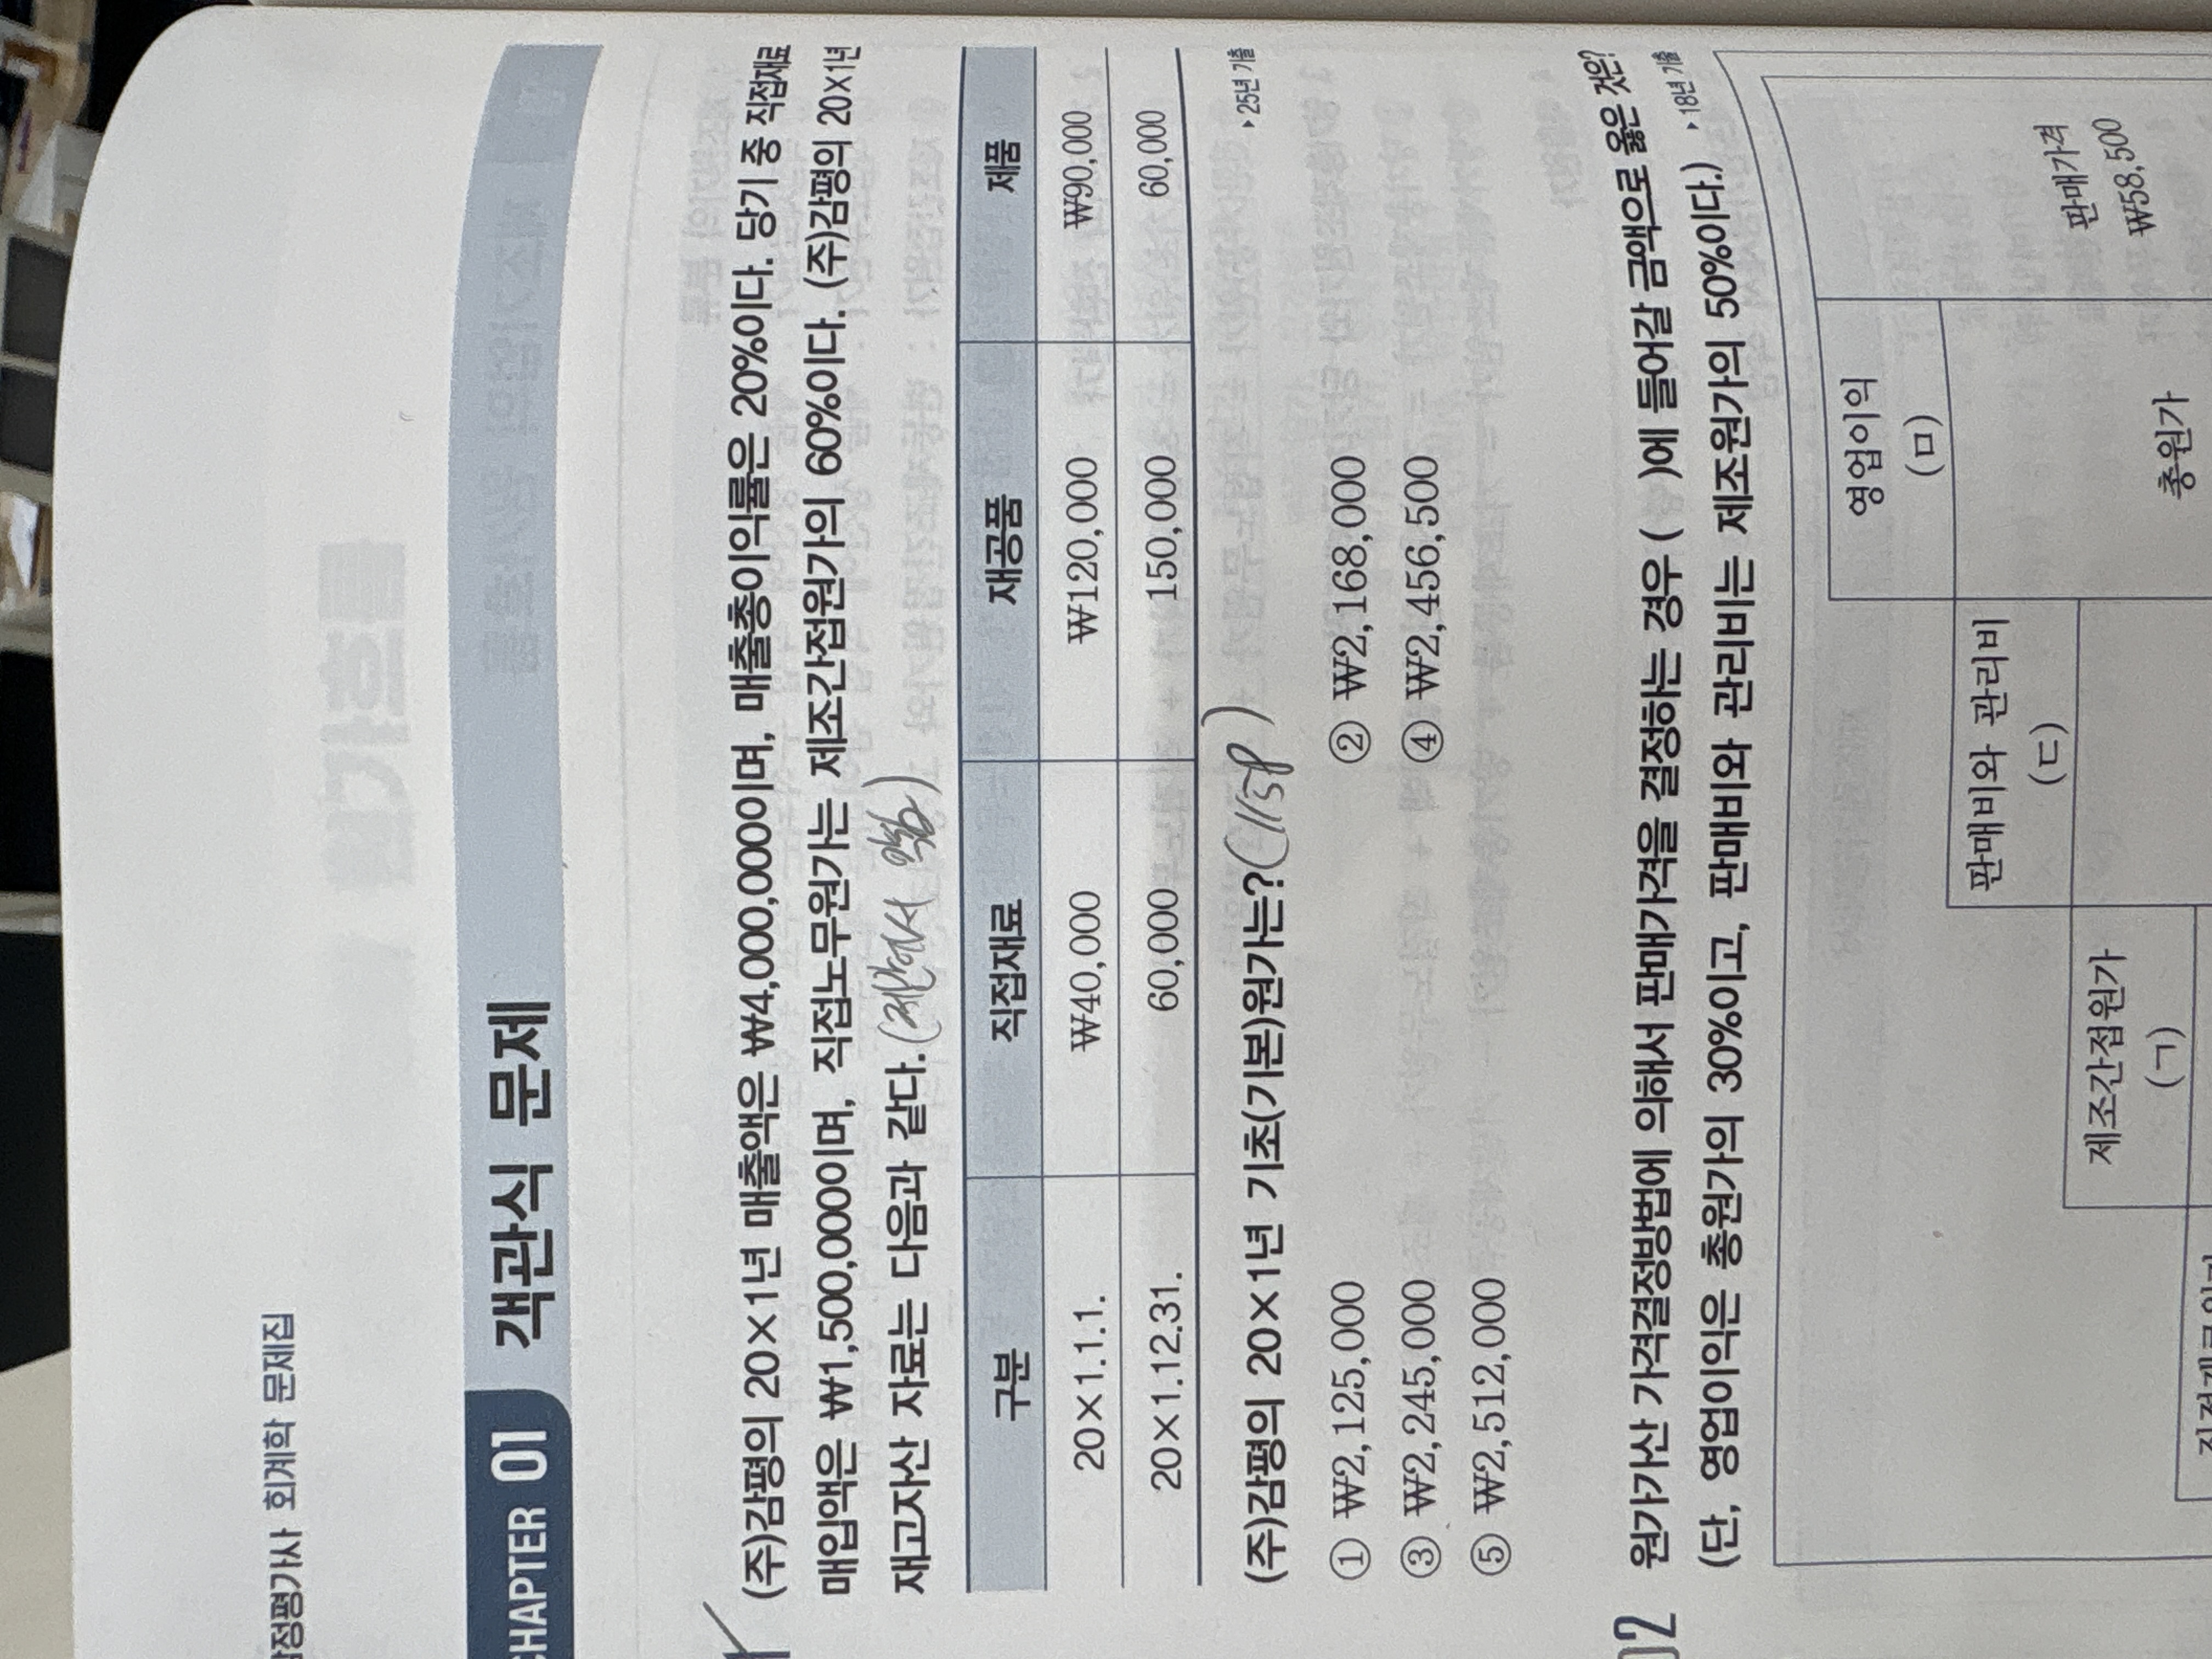 감정평가사 회계학 문제집
CHAPTER 01 객관식 문제
(주)감평의 20×1년 매출액은 ₩4,000,000이며, 매출총이익률은 20%이다. 당기 중 직접재료
매입액은 ₩1,500,000이며, 직접노무원가는 제조간접원가의 60%이다. (주)감평의 20×1년
재고자산 자료는 다음과 같다.
구분 직접재료 재공품 제품
20×1.1.1. ₩40,000 ₩120,000 ₩90,000
20×1.12.31. 60,000 150,000 60,000
(주)감평의 20×1년 기초(기본)원가는?
▸25년 기출
① ₩2,125,000 ② ₩2,168,000
③ ₩2,245,000 ④ ₩2,456,500
⑤ ₩2,512,000
02 원가가산 가격결정방법에 의해서 판매가격을 결정하는 경우 ( )에 들어갈 금액으로 옳은 것은?
(단, 영업이익은 총원가의 30%이고, 판매비와 관리비는 제조원가의 50%이다.) ▸18년 기출
영업이익
(ㅁ)
판매비와 관리비
(ㄷ)
판매가격
₩58,500
제조간접원가
(ㄱ)
총원가